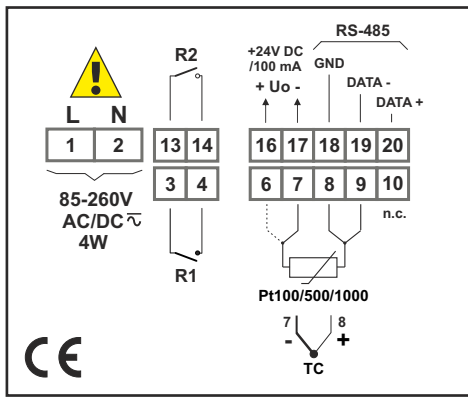 RS-485
R2
+24V DC
/100 mA
GND
+ Uo -
DATA -
DATA +
L N
1 2 13 14 16 17 18 19 20
3 4 6 7 8 9 10
n.c.
85-260V
AC/DC
4W
R1
Pt100/500/1000
7 8
- +
TC
CE